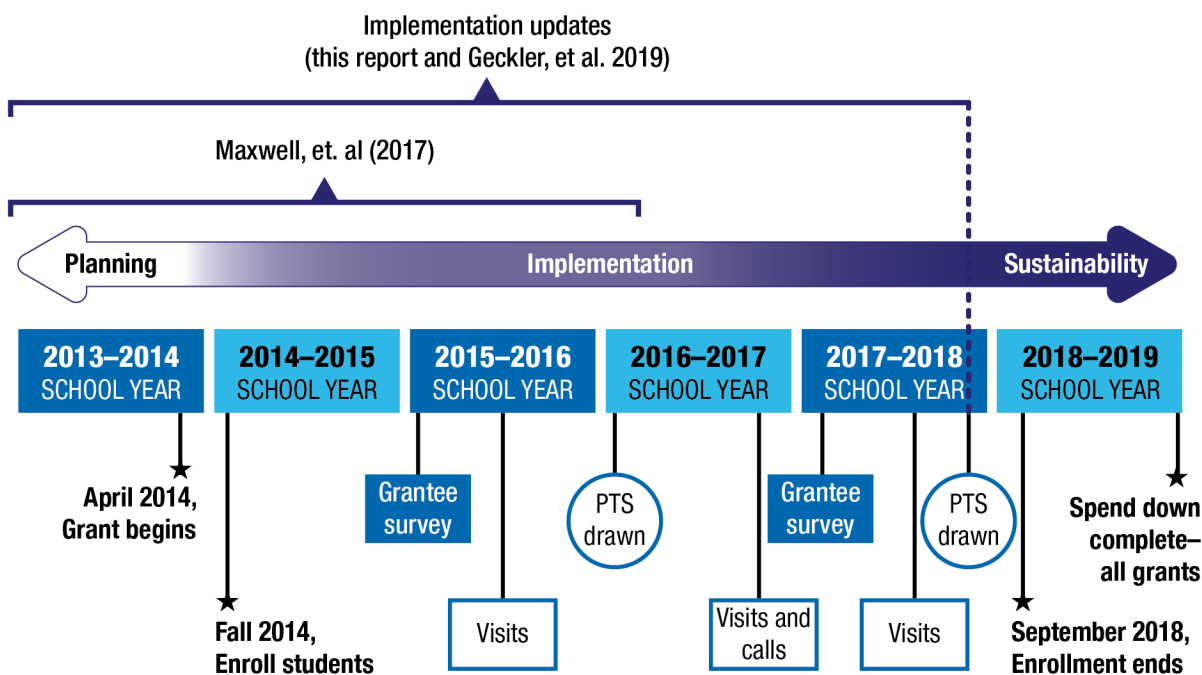 Implementation updates
(this report and Geckler, et al. 2019)
Maxwell, et. al (2017)
Planning
Implementation
Sustainability
2013–2014
SCHOOL YEAR
2014–2015
SCHOOL YEAR
2015–2016
SCHOOL YEAR
2016–2017
SCHOOL YEAR
2017–2018
SCHOOL YEAR
2018–2019
SCHOOL YEAR
April 2014,
Grant begins
Fall 2014,
Enroll students
Grantee
survey
Visits
PTS
drawn
Visits and
calls
Grantee
survey
Visits
PTS
drawn
September 2018,
Enrollment ends
Spend down
complete–
all grants